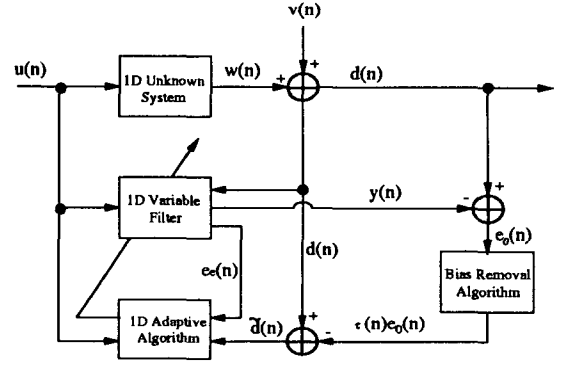 v(n)
u(n)
1D Unknown
System
w(n)
+
+
d(n)
1D Variable
Filter
y(n)
-
+
e₀(n)
d(n)
eₑ(n)
Bias Removal
Algorithm
1D Adaptive
Algorithm
d̃(n)
+
-
τ(n)e₀(n)